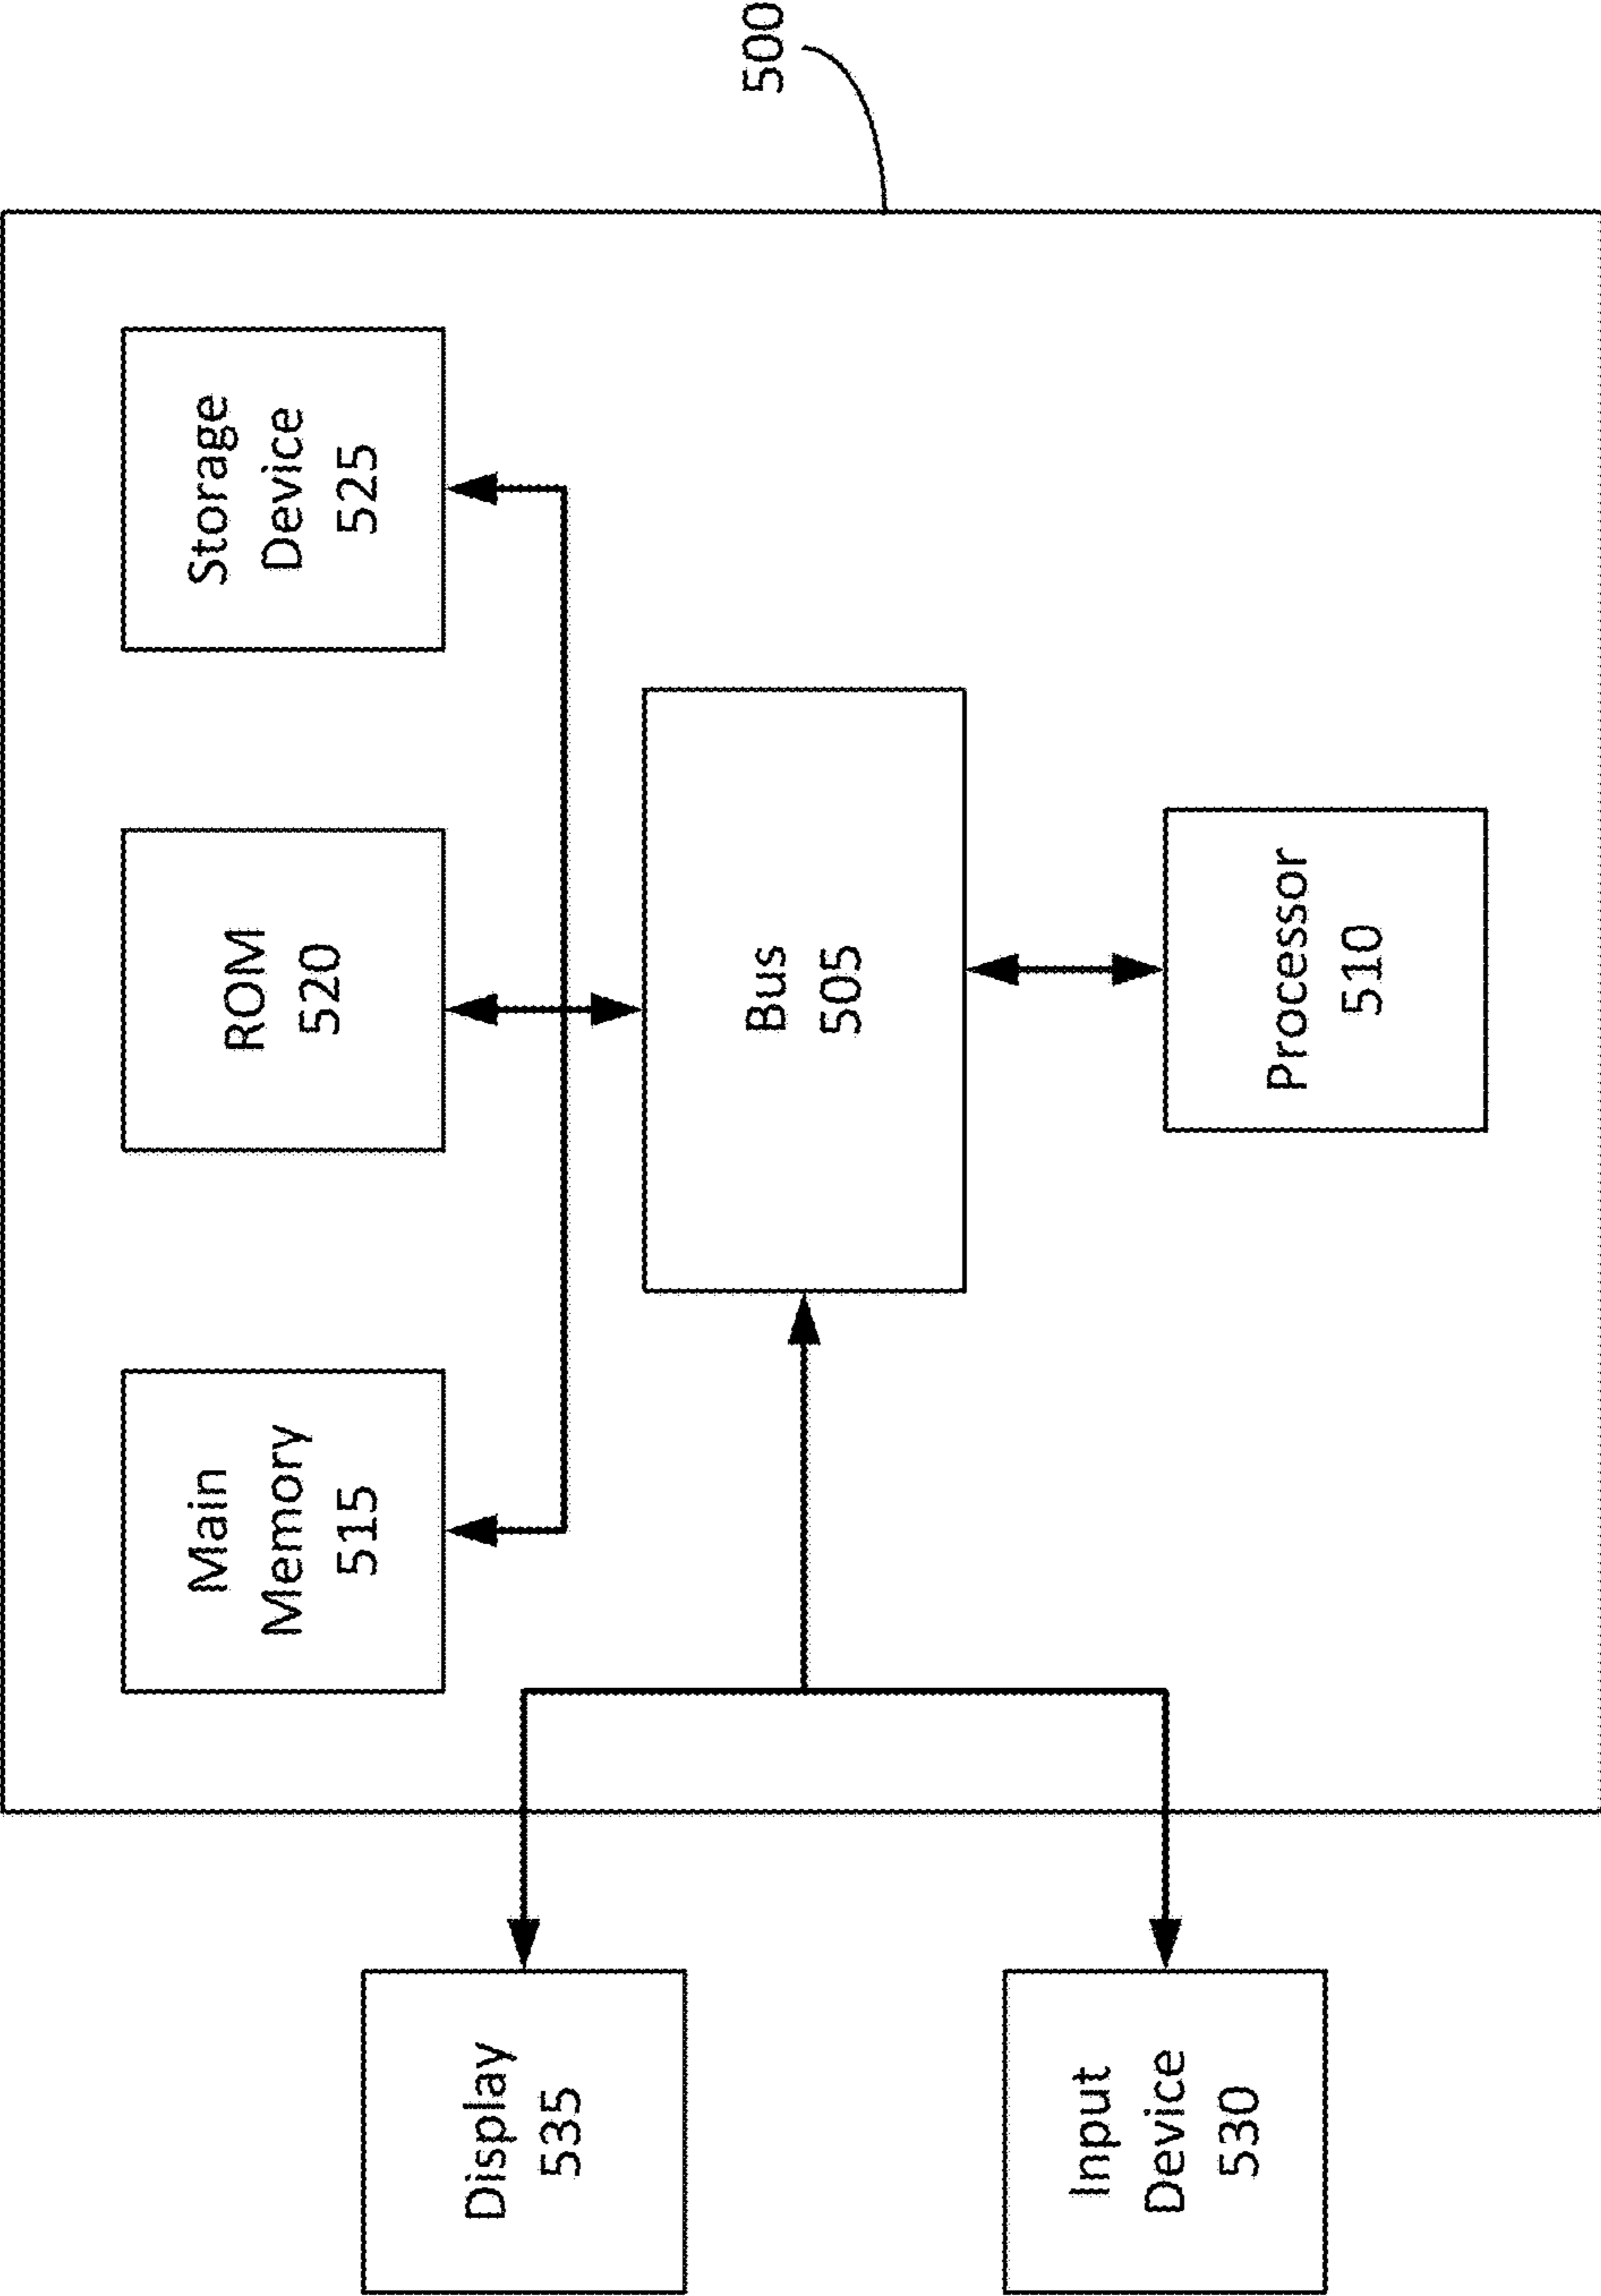 500
Main
Memory
515
ROM
520
Storage
Device
525
Display
535
Bus
505
Input
Device
530
Processor
510